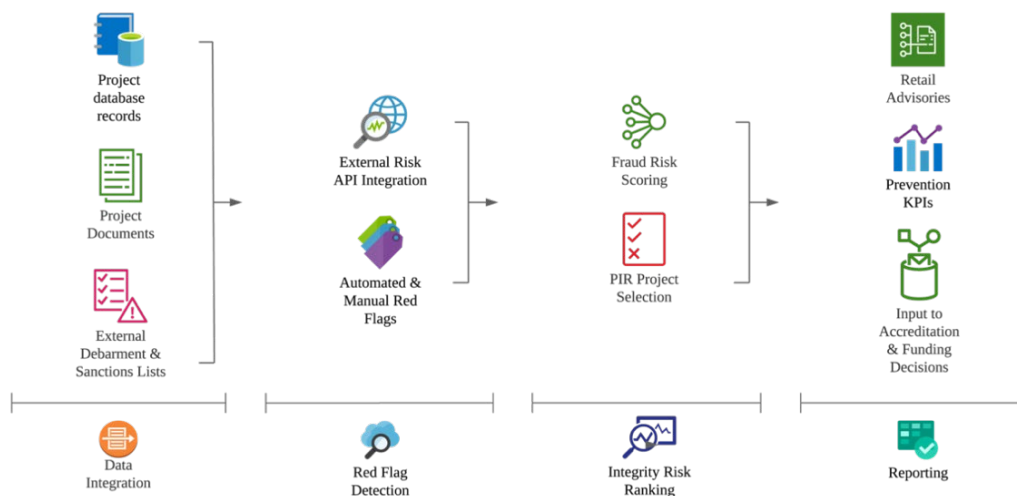 Project
database
records
Project
Documents
External
Debarment &
Sanctions Lists
External Risk
API Integration
Automated &
Manual Red
Flags
Fraud Risk
Scoring
PIR Project
Selection
Retail
Advisories
Prevention
KPIs
Input to
Accreditation
& Funding
Decisions
Data
Integration
Red Flag
Detection
Integrity Risk
Ranking
Reporting